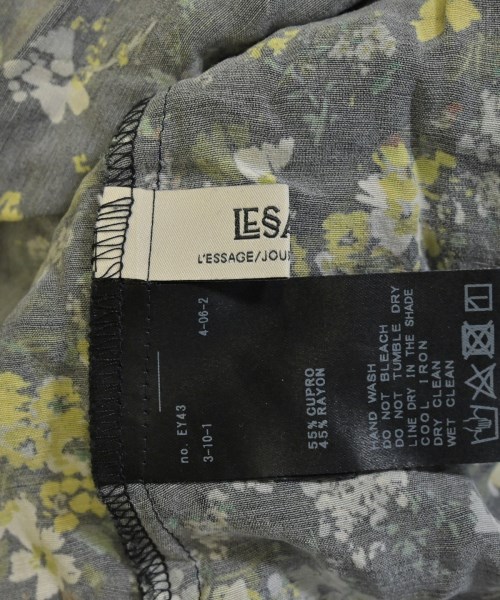 LESSA
L'ESSAGE/JOU
no. EY43
3-10-1
4-06-2
55% CUPRO
45% RAYON
HAND WASH
DO NOT BLEACH
DO NOT TUMBLE DRY
LINE DRY IN THE SHADE
COOL IRON
DRY CLEAN
WET CLEAN